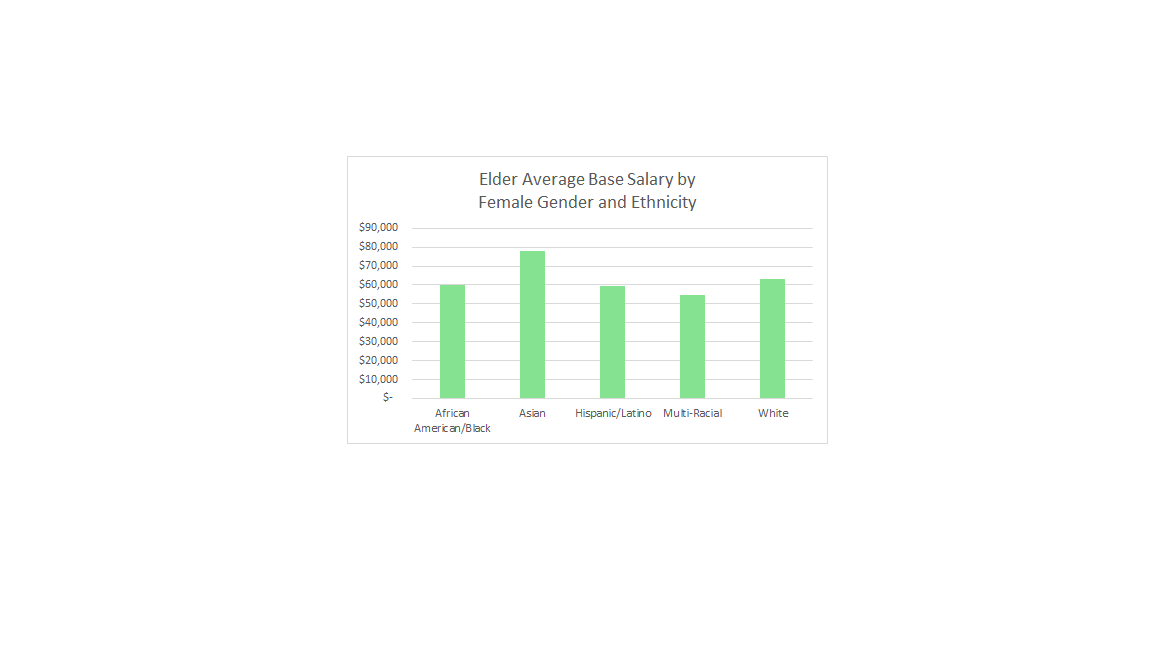 Elder Average Base Salary by
Female Gender and Ethnicity
$90,000
$80,000
$70,000
$60,000
$50,000
$40,000
$30,000
$20,000
$10,000
$-
African
American/Black
Asian
Hispanic/Latino
Multi-Racial
White